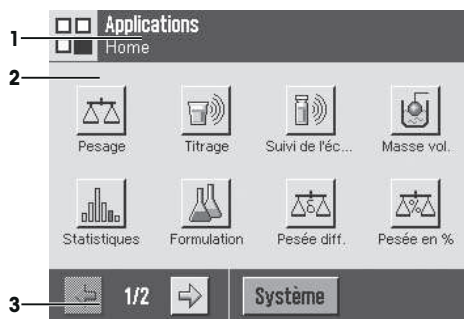 Applications
1
Home
2
Pesage
Titrage
Suivi de l'éc...
Masse vol.
Statistiques
Formulation
Pesée diff.
Pesée en %
3
1/2
Système